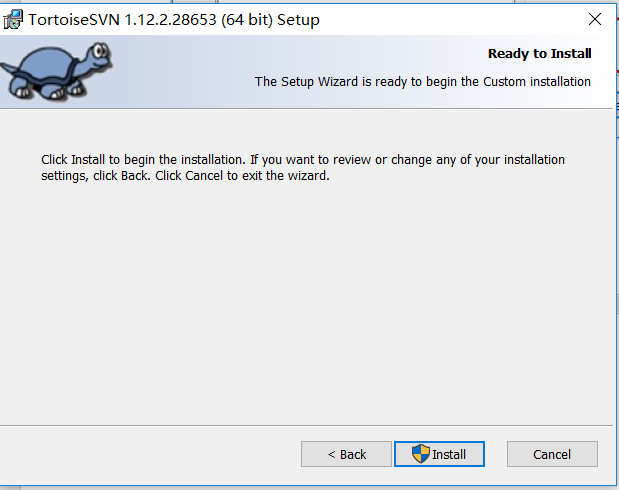 TortoiseSVN 1.12.2.28653 (64 bit) Setup
Ready to Install
The Setup Wizard is ready to begin the Custom installation
Click Install to begin the installation. If you want to review or change any of your installation
settings, click Back. Click Cancel to exit the wizard.
< Back
Install
Cancel